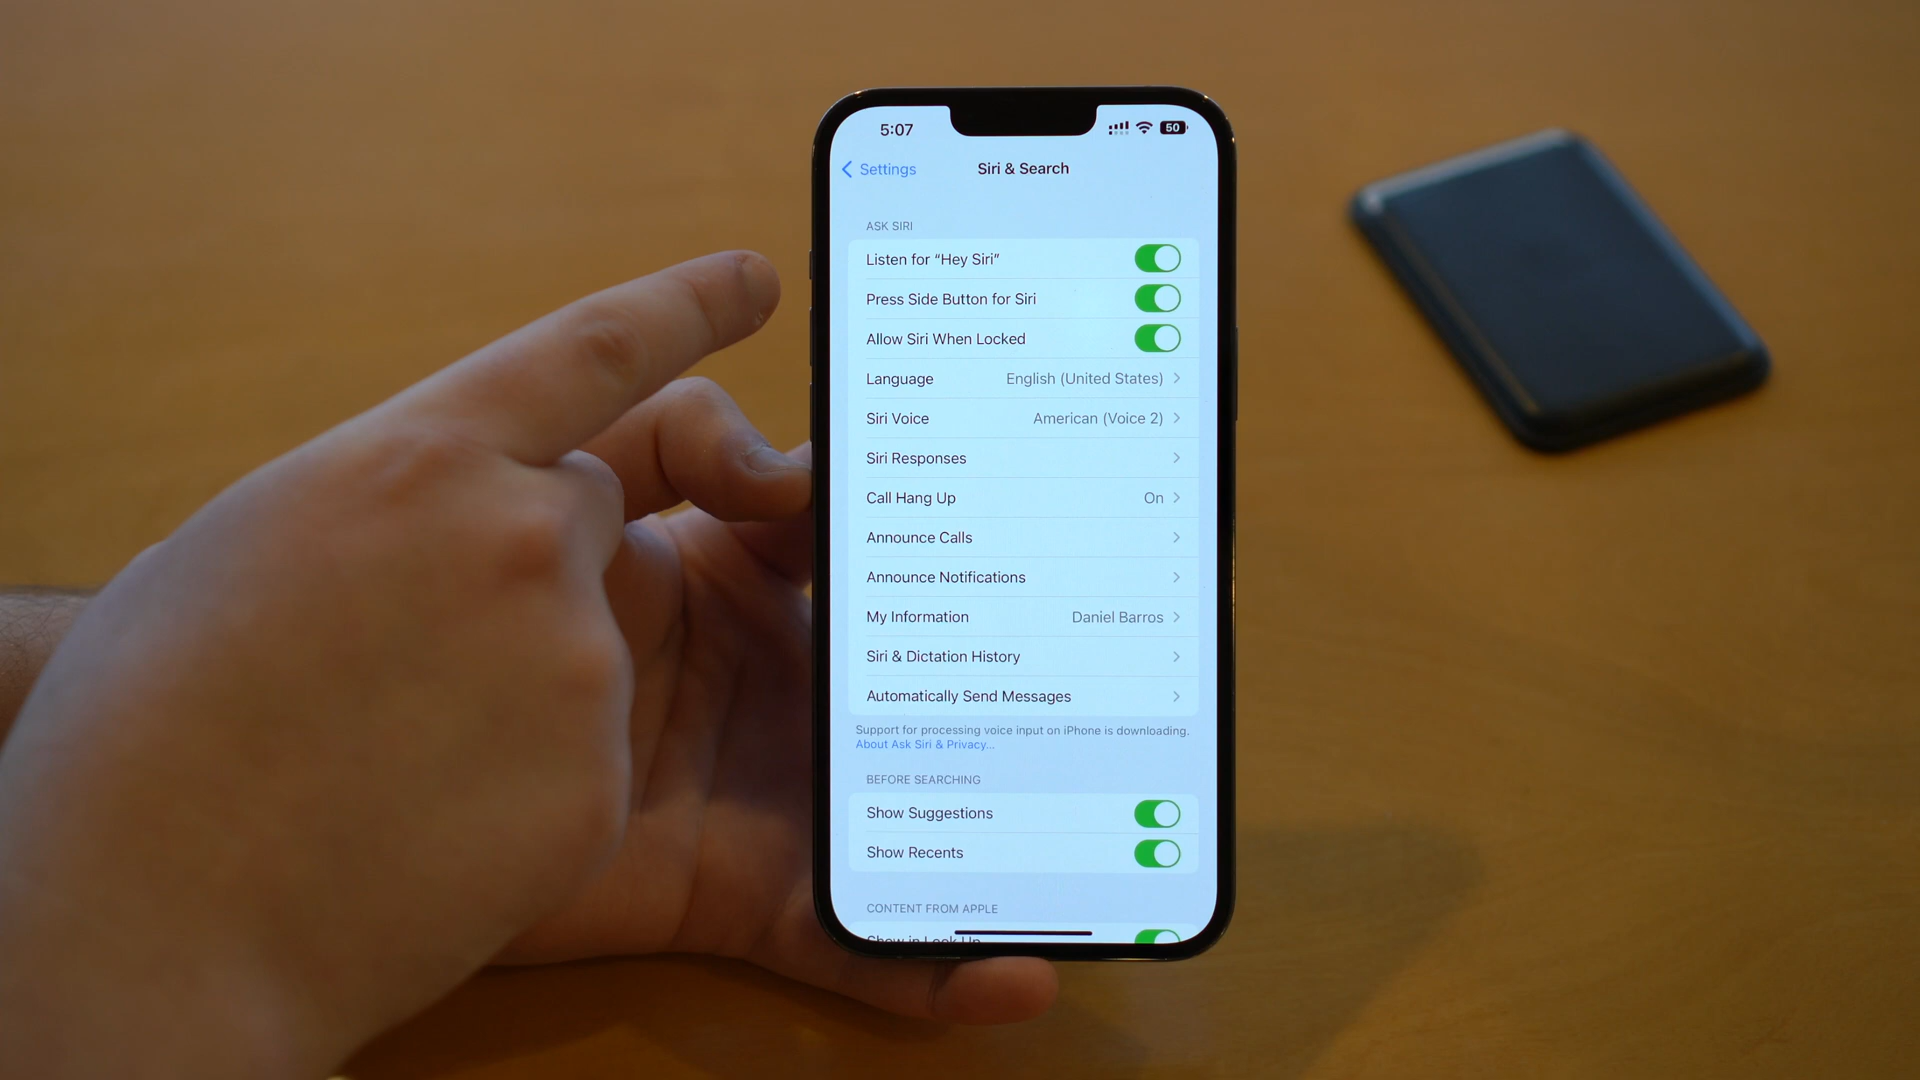 5:07
50
Settings
Siri & Search
ASK SIRI
Listen for “Hey Siri”
Press Side Button for Siri
Allow Siri When Locked
Language English (United States)
Siri Voice American (Voice 2)
Siri Responses
Call Hang Up On
Announce Calls
Announce Notifications
My Information Daniel Barros
Siri & Dictation History
Automatically Send Messages
Support for processing voice input on iPhone is downloading.
About Ask Siri & Privacy...
BEFORE SEARCHING
Show Suggestions
Show Recents
CONTENT FROM APPLE
Show in Look Up